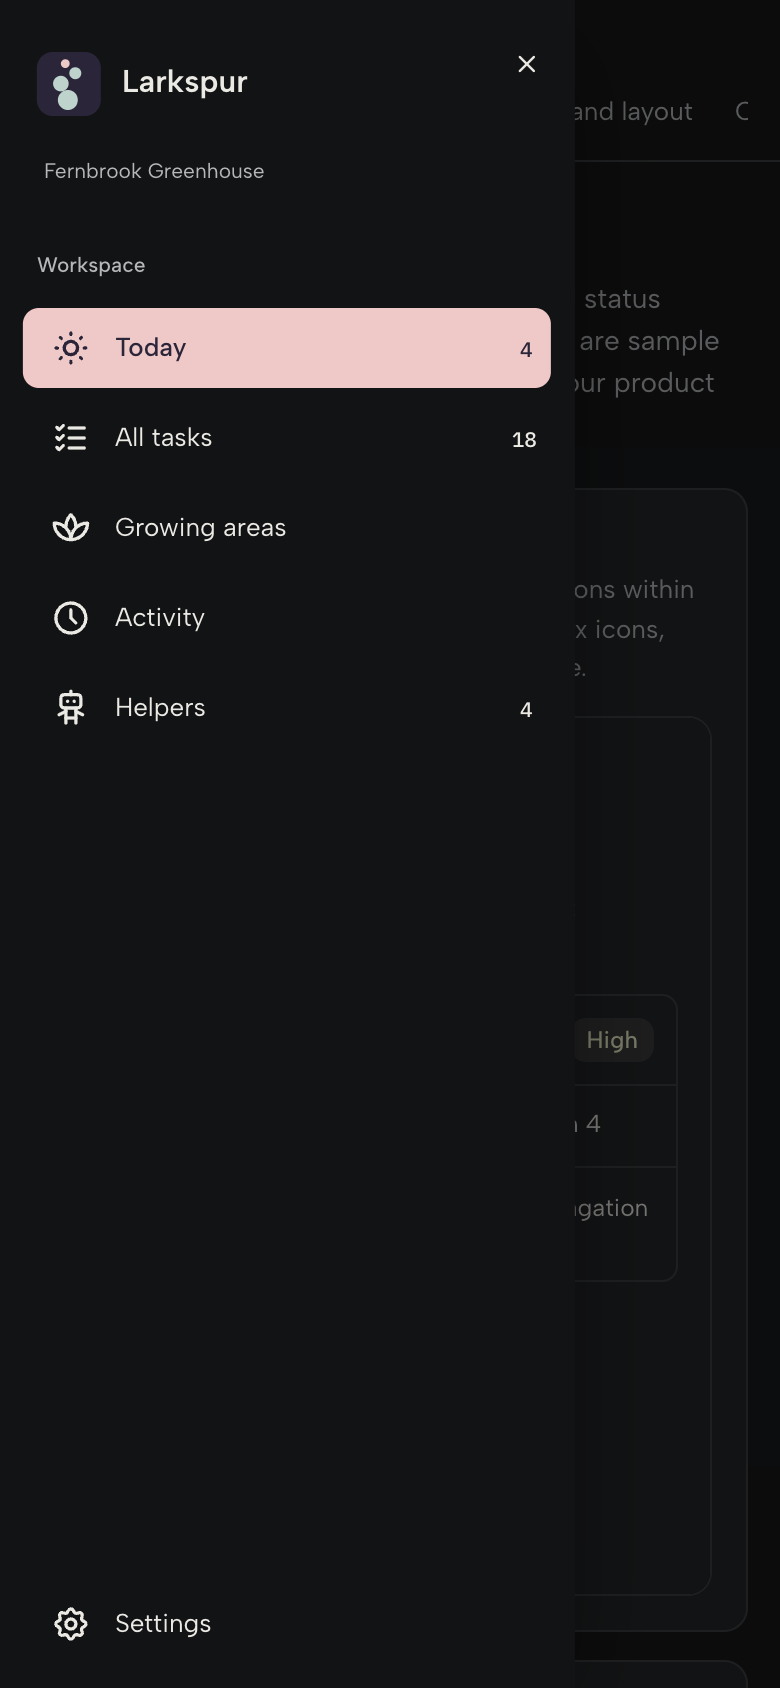 Larkspur
and layout
Fernbrook Greenhouse
Workspace
status
Today 4
are sample
our product
All tasks 18
Growing areas
ons within
Activity
x icons,
e.
Helpers 4
High
4
gation
Settings